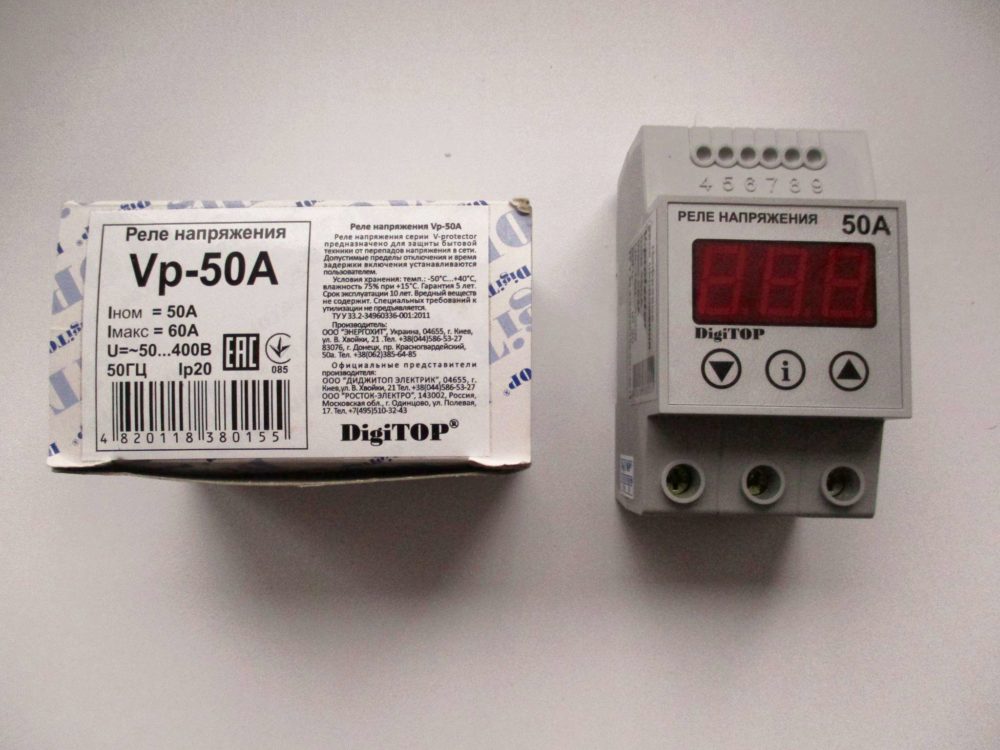 Реле напряжения
Vp-50A
Iном = 50A
Iмакс = 60A
U=~50...400В
50ГЦ Ip20
EAC
085
4 820118 380155
Реле напряжения Vp-50A
Реле напряжения серии V-protector
предназначено для защиты бытовой
техники от перепадов напряжения в сети.
Допустимые пределы отключения и время
задержки включения устанавливаются
пользователем.
Условия хранения: темп.: -50°С...+40°С,
влажность 75% при +15°С. Гарантия 5 лет.
Срок эксплуатации 10 лет. Вредный веществ
не содержит. Специальных требований к
утилизации не предъявляется.
ТУ У 33.2-34960336-001:2011
Производитель:
ООО "ЭНЕРГОХИТ", Украина, 04655, г. Киев,
ул. В. Хвойки, 21 .Тел. +38(044)586-53-27
83076, г. Донецк, пр. Красногвардейский,
50а. Тел. +38(062)385-64-85
Официальные представители
производителя:
ООО "ДИДЖИТОП ЭЛЕКТРИК", 04655, г.
Киев,ул. В. Хвойки, 21 Тел. +38(044)586-53-27
ООО "РОСТОК-ЭЛЕКТРО", 143002, Россия,
Московская обл., г. Одинцово, ул. Полевая,
17. Тел. +7(495)510-32-43
DigiTOP®
4 5 6 7 8 9
РЕЛЕ НАПРЯЖЕНИЯ 50A
DigiTOP
i